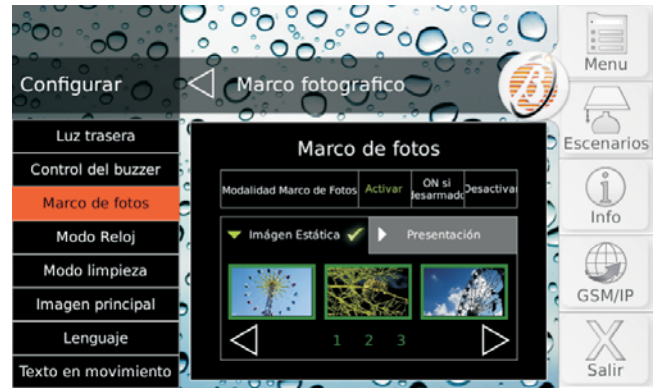 Configurar
Marco fotografico
Luz trasera
Control del buzzer
Marco de fotos
Modo Reloj
Modo limpieza
Imagen principal
Lenguaje
Texto en movimiento
Marco de fotos
Modalidad Marco de Fotos
Activar
ON si
desarmado
Desactivar
Imágen Estática
Presentación
1 2 3
Menu
Escenarios
Info
GSM/IP
Salir